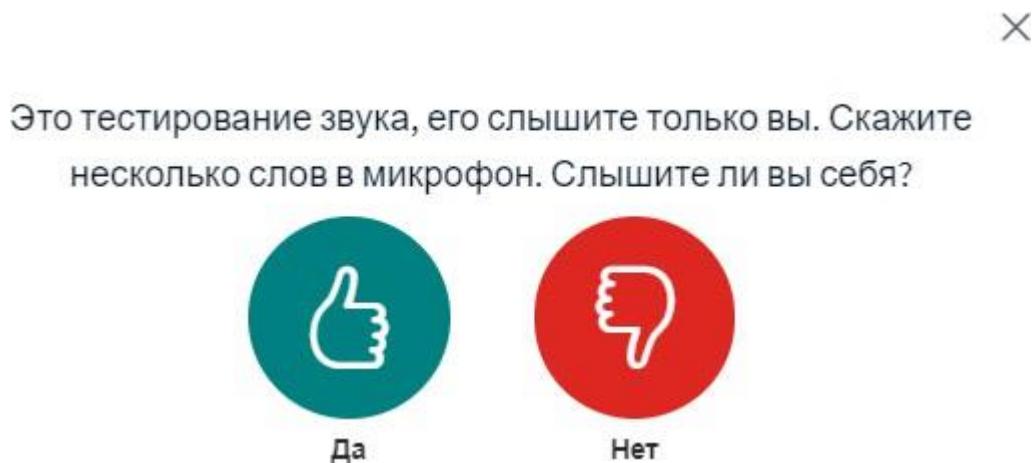 Это тестирование звука, его слышите только вы. Скажите
несколько слов в микрофон. Слышите ли вы себя?
Да
Нет